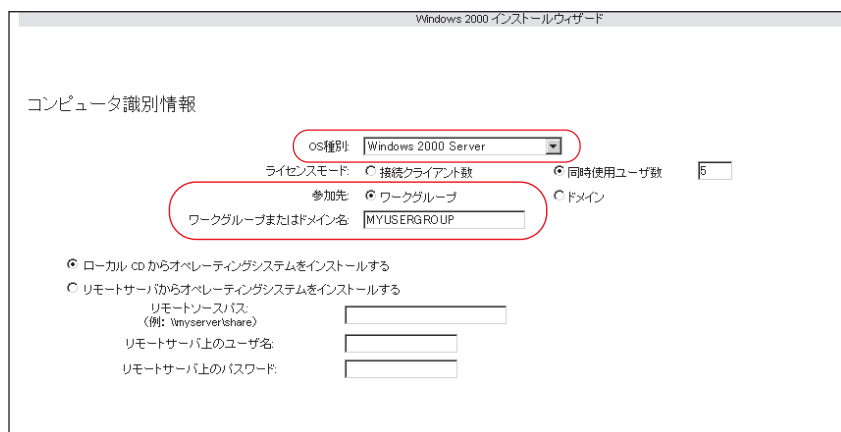 Windows 2000 インストールウィザード
コンピュータ識別情報
OS種別: Windows 2000 Server
ライセンスモード: 接続クライアント数 同時使用ユーザ数 5
参加先: ワークグループ ドメイン
ワークグループまたはドメイン名: MYUSERGROUP
ローカル CD からオペレーティングシステムをインストールする
リモートサーバからオペレーティングシステムをインストールする
リモートソースパス:
(例: \\myserver\share)
リモートサーバ上のユーザ名:
リモートサーバ上のパスワード: